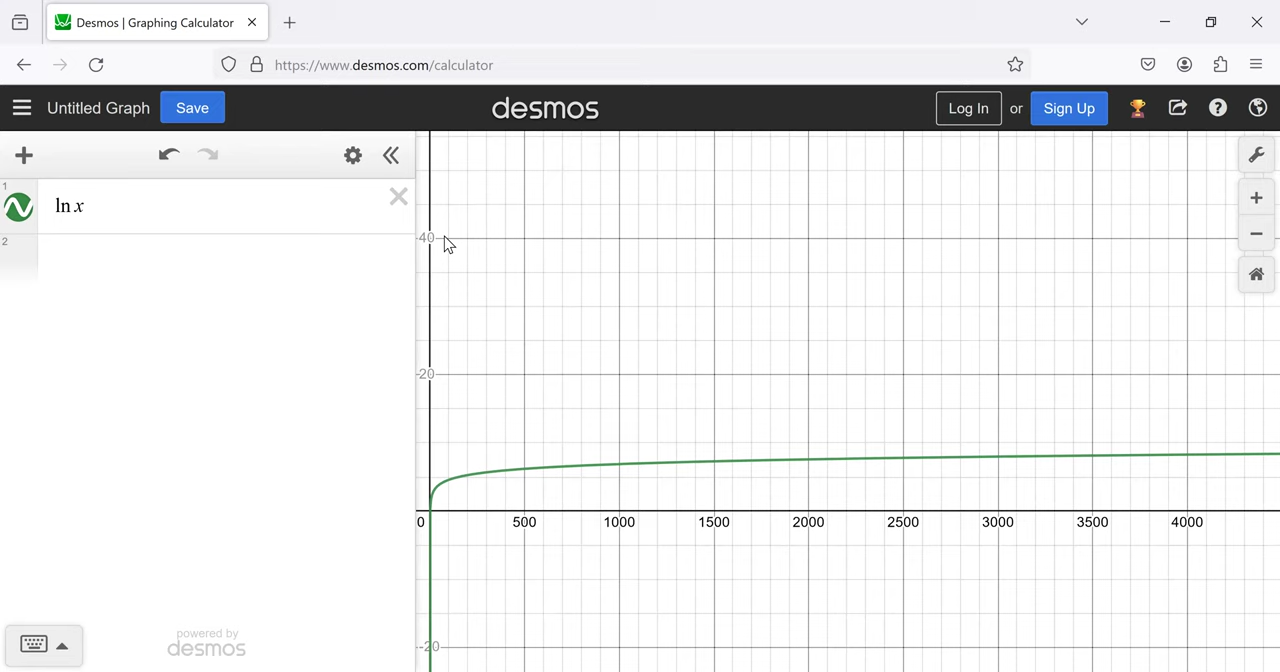 Desmos | Graphing Calculator
https://www.desmos.com/calculator
Untitled Graph
Save
desmos
Log In
or
Sign Up
1
ln x
2
40
20
0
500
1000
1500
2000
2500
3000
3500
4000
-20
powered by
desmos